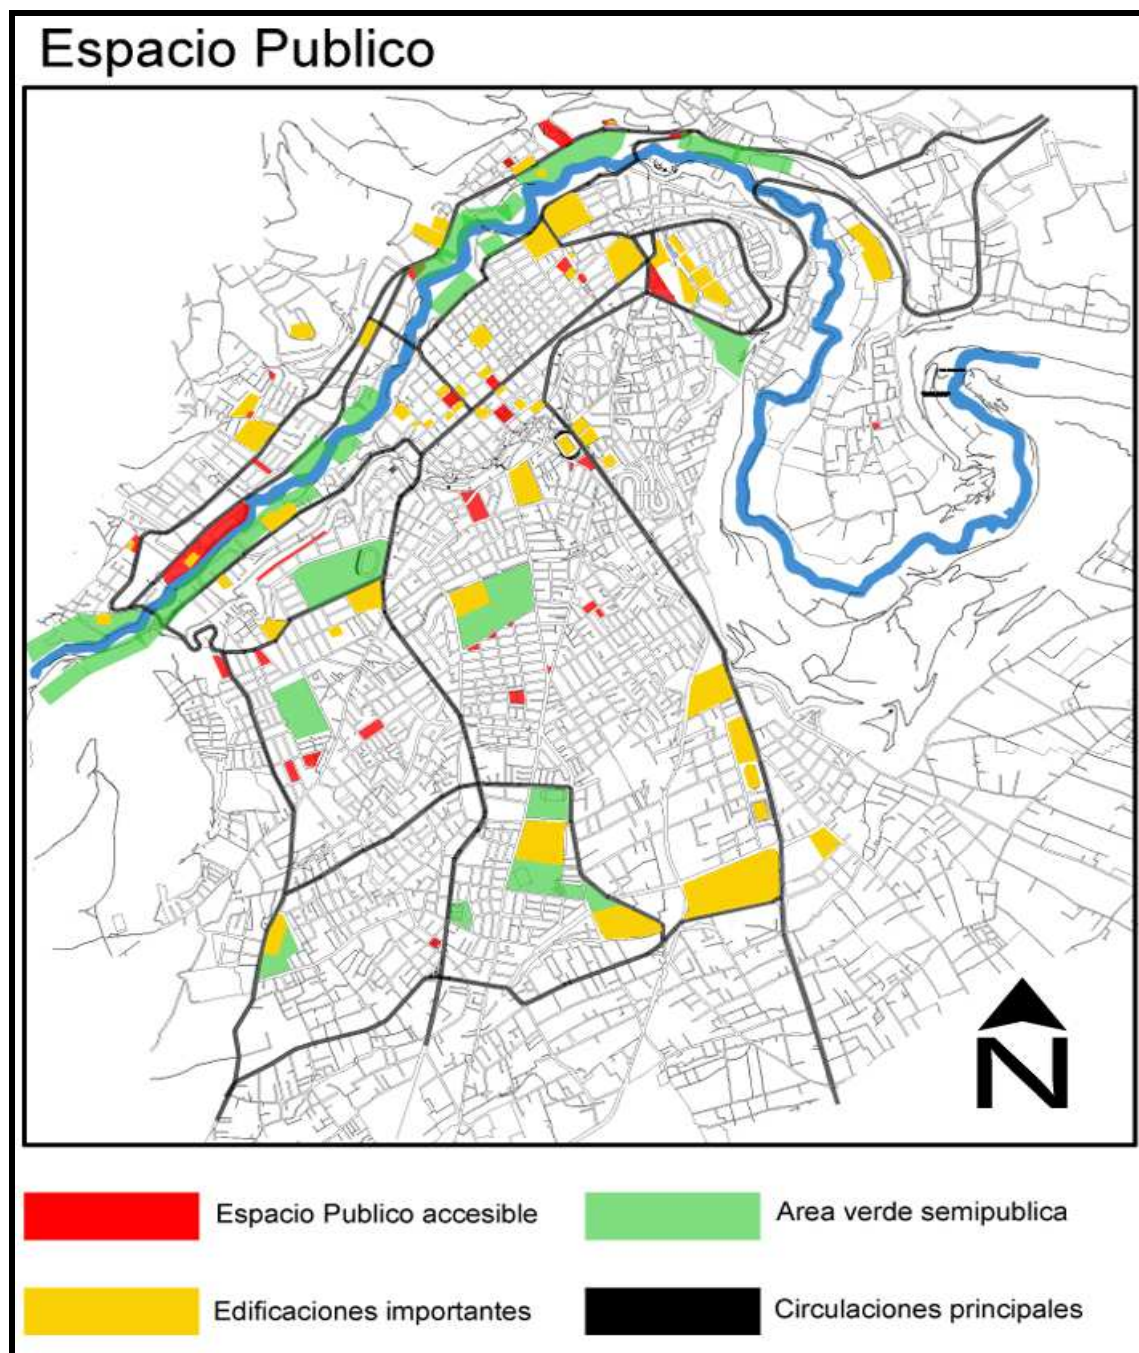 Espacio Publico
N
Espacio Publico accesible
Area verde semipublica
Edificaciones importantes
Circulaciones principales